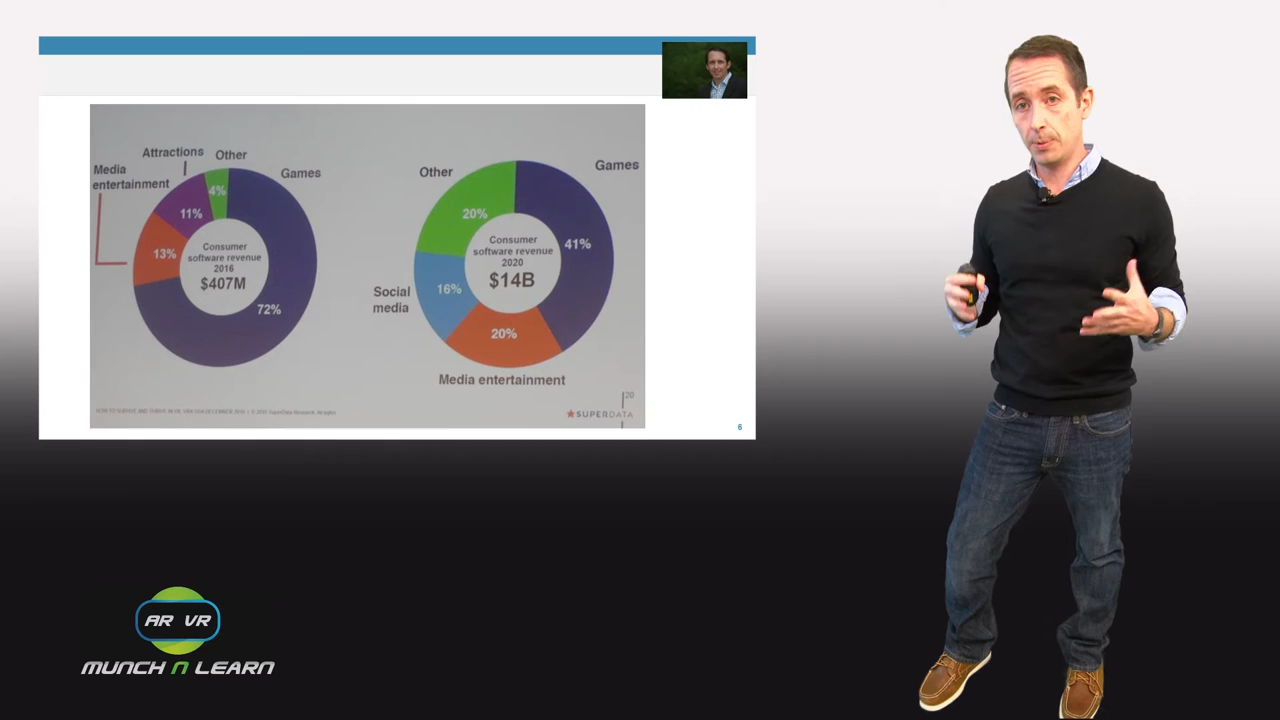 Attractions
Other
Games
Media
entertainment
4%
11%
13%
72%
Consumer
software revenue
2016
$407M
Other
Games
20%
41%
16%
20%
Consumer
software revenue
2020
$14B
Social
media
Media entertainment
20
SUPERDATA
6
AR VR
MUNCH N LEARN